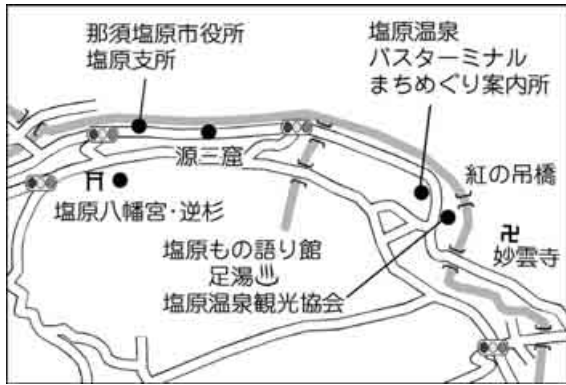 那須塩原市役所
塩原支所
塩原温泉
バスターミナル
まちめぐり案内所
源三窟
紅の吊橋
塩原八幡宮・逆杉
塩原もの語り館
足湯♨
塩原温泉観光協会
卍
妙雲寺